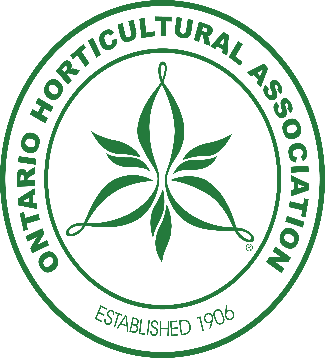 ONTARIO HORTICULTURAL ASSOCIATION
®
ESTABLISHED 1906